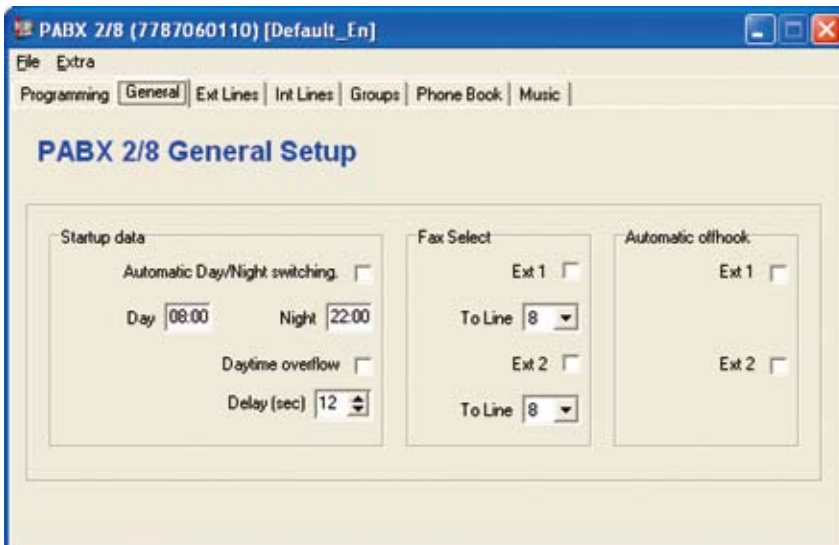 PABX 2/8 (7787060110) [Default_En]
File Extra
Programming General Ext Lines Int Lines Groups Phone Book Music
PABX 2/8 General Setup
Startup data
Automatic Day/Night switching.
Day 08:00 Night 22:00
Daytime overflow
Delay (sec) 12
Fax Select
Ext 1
To Line 8
Ext 2
To Line 8
Automatic offhook
Ext 1
Ext 2